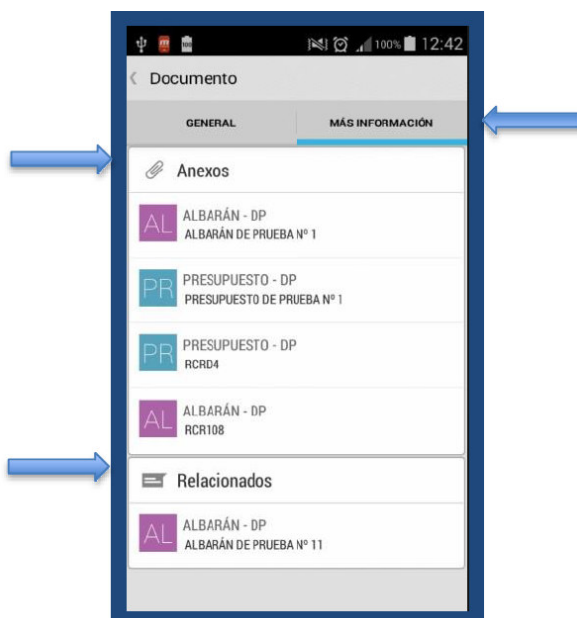 100% 12:42
Documento
GENERAL MÁS INFORMACIÓN
Anexos
AL ALBARÁN - DP
ALBARÁN DE PRUEBA Nº 1
PR PRESUPUESTO - DP
PRESUPUESTO DE PRUEBA Nº 1
PR PRESUPUESTO - DP
RCRD4
AL ALBARÁN - DP
RCR108
Relacionados
AL ALBARÁN - DP
ALBARÁN DE PRUEBA Nº 11